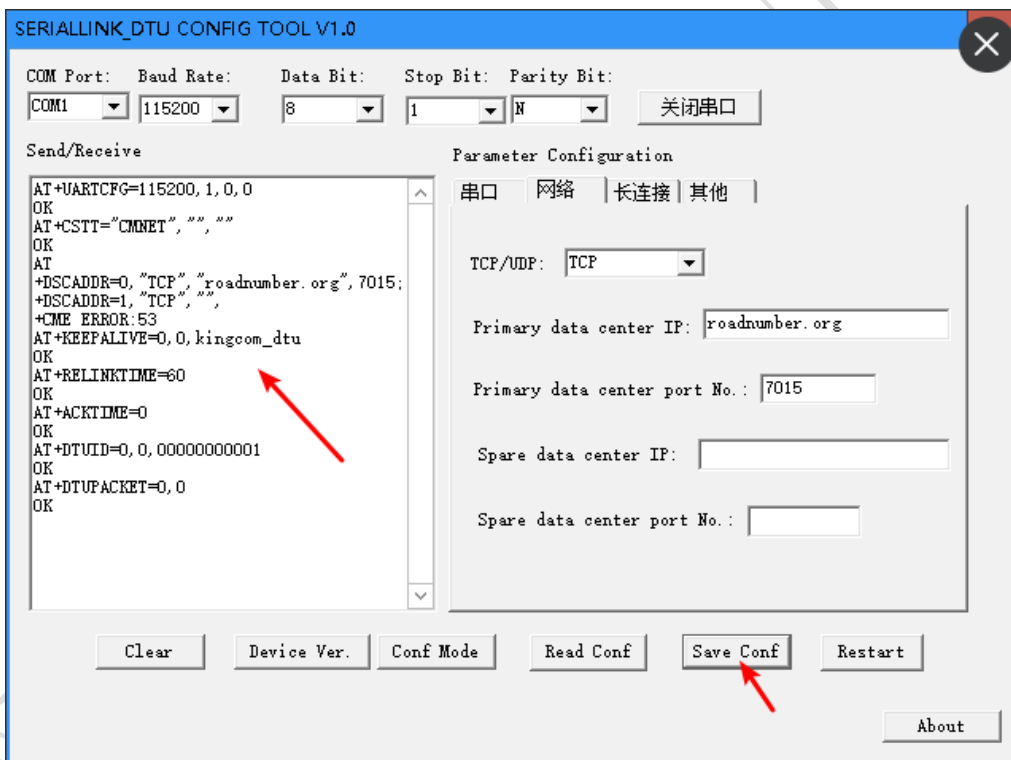 SERIALLINK_DTU CONFIG TOOL V1.0
COM Port: Baud Rate: Data Bit: Stop Bit: Parity Bit:
COM1 115200 8 1 N 关闭串口
Send/Receive
Parameter Configuration
AT+UARTCFG=115200,1,0,0
OK
AT+CSTT="CMNET","",""
OK
AT
+DSCADDR=0,"TCP","roadnumber.org",7015;
+DSCADDR=1,"TCP","",
+CME ERROR:53
AT+KEEPALIVE=0,0,kingcom_dtu
OK
AT+RELINKTIME=60
OK
AT+ACKTIME=0
OK
AT+DTUID=0,0,00000000001
OK
AT+DTUPACKET=0,0
OK
串口 网络 长连接 其他
TCP/UDP: TCP
Primary data center IP: roadnumber.org
Primary data center port No.: 7015
Spare data center IP:
Spare data center port No.:
Clear Device Ver. Conf Mode Read Conf Save Conf Restart
About